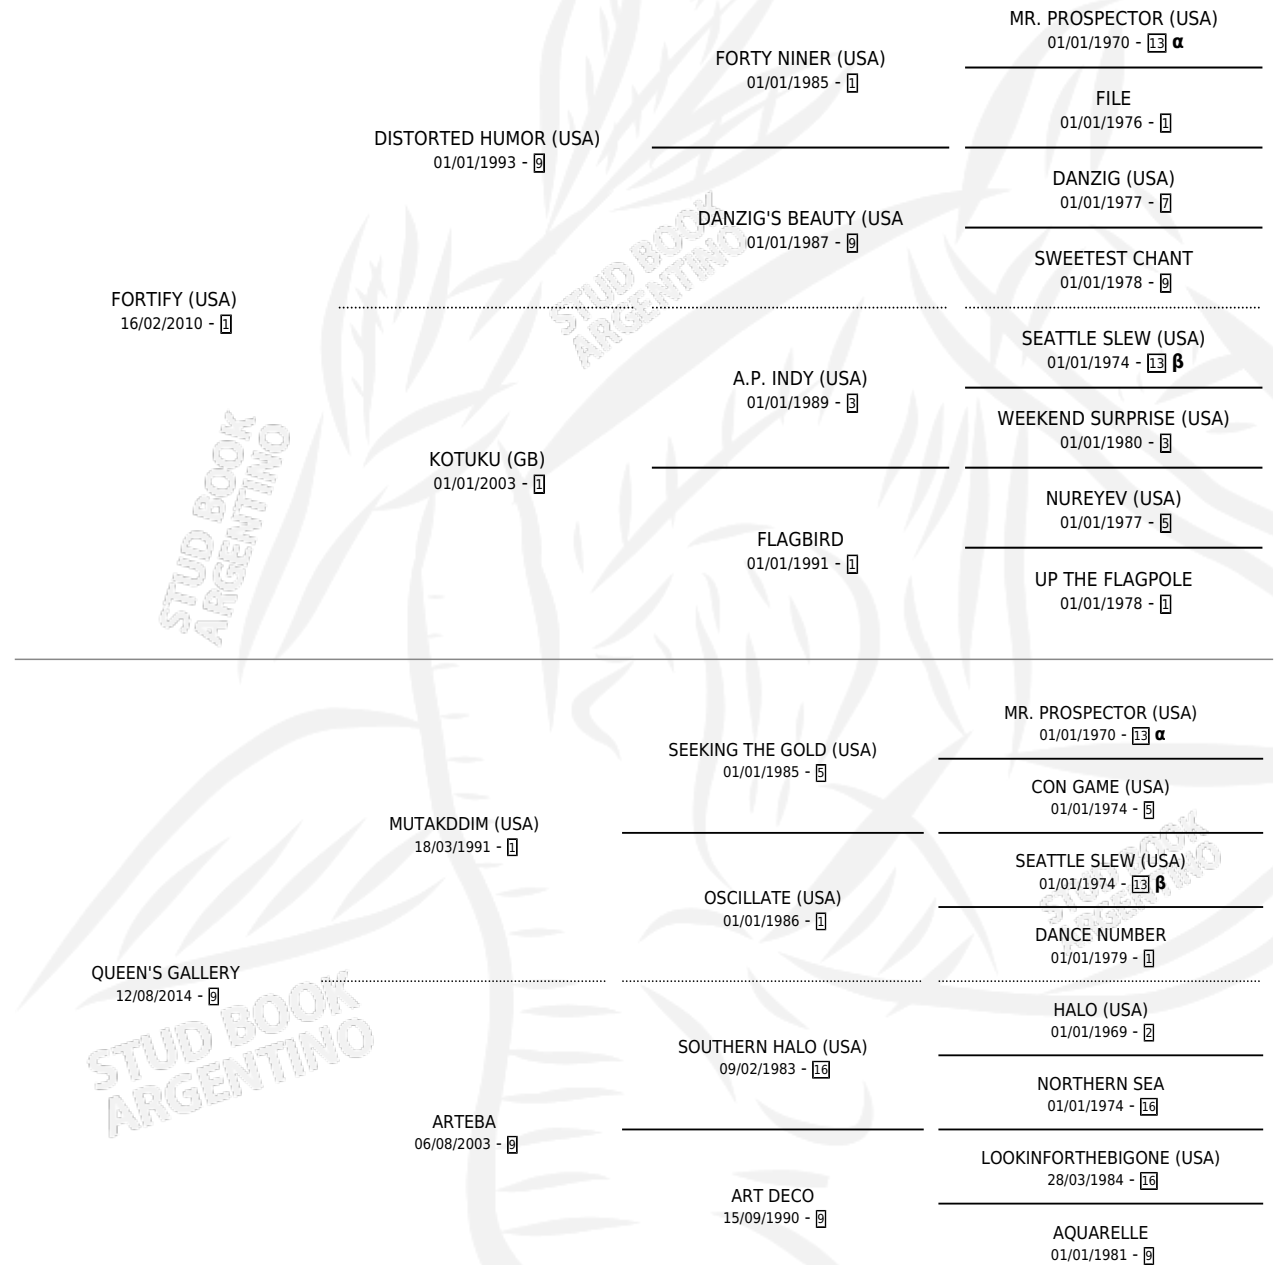 MR. PROSPECTOR (USA)
01/01/1970 - 13 α
FORTY NINER (USA)
01/01/1985 - 1
FILE
01/01/1976 - 1
DISTORTED HUMOR (USA)
01/01/1993 - 9
DANZIG (USA)
01/01/1977 - 7
DANZIG'S BEAUTY (USA
01/01/1987 - 9
SWEETEST CHANT
01/01/1978 - 9
FORTIFY (USA)
16/02/2010 - 1
SEATTLE SLEW (USA)
01/01/1974 - 13 β
A.P. INDY (USA)
01/01/1989 - 3
WEEKEND SURPRISE (USA)
01/01/1980 - 3
KOTUKU (GB)
01/01/2003 - 1
NUREYEV (USA)
01/01/1977 - 5
FLAGBIRD
01/01/1991 - 1
UP THE FLAGPOLE
01/01/1978 - 1
STUD BOOK
ARGENTINO
STUD BOOK
ARGENTINO
MR. PROSPECTOR (USA)
01/01/1970 - 13 α
SEEKING THE GOLD (USA)
01/01/1985 - 5
CON GAME (USA)
01/01/1974 - 5
MUTAKDDIM (USA)
18/03/1991 - 1
SEATTLE SLEW (USA)
01/01/1974 - 13 β
OSCILLATE (USA)
01/01/1986 - 1
DANCE NUMBER
01/01/1979 - 1
QUEEN'S GALLERY
12/08/2014 - 9
HALO (USA)
01/01/1969 - 2
SOUTHERN HALO (USA)
09/02/1983 - 16
NORTHERN SEA
01/01/1974 - 16
ARTEBA
06/08/2003 - 9
LOOKINFORTHEBIGONE (USA)
28/03/1984 - 16
ART DECO
15/09/1990 - 9
AQUARELLE
01/01/1981 - 9
STUD BOOK
ARGENTINO
STUD BOOK
ARGENTINO